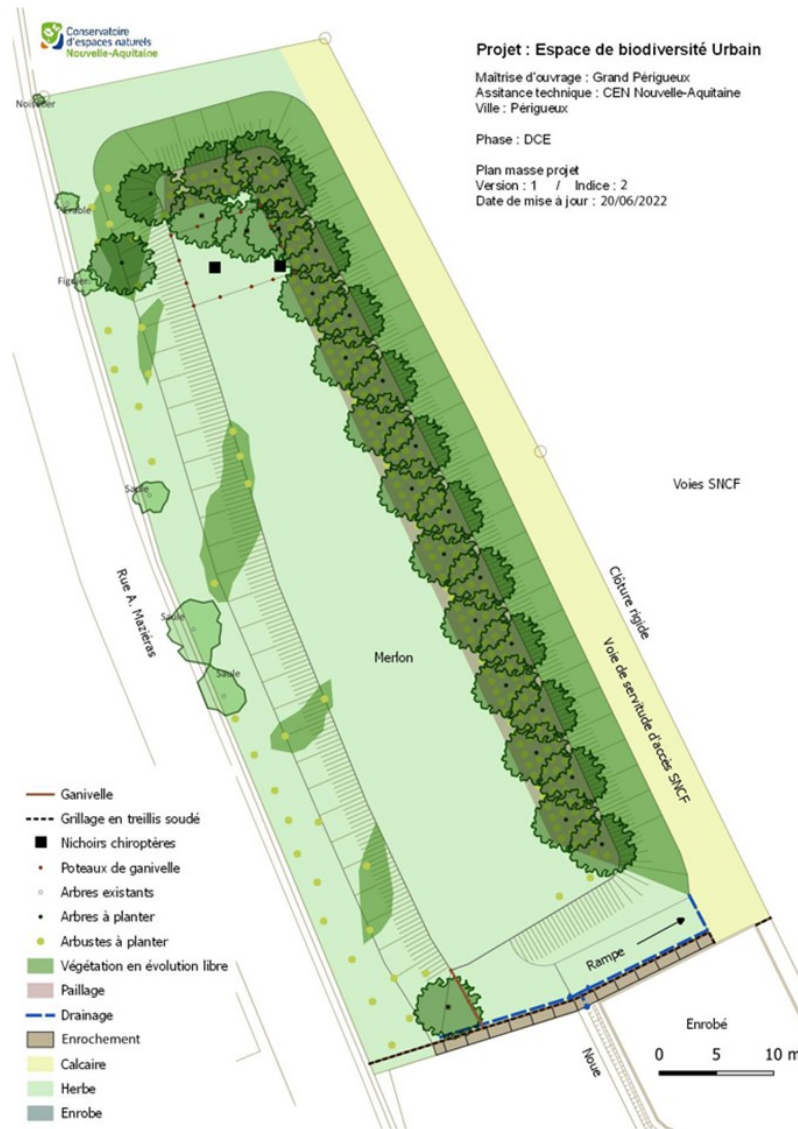 Conservatoire
d'espaces naturels
Nouvelle-Aquitaine
Projet : Espace de biodiversité Urbain
Maîtrise d'ouvrage : Grand Périgueux
Assitance technique : CEN Nouvelle-Aquitaine
Ville : Périgueux
Phase : DCE
Plan masse projet
Version : 1 / Indice : 2
Date de mise à jour : 20/06/2022
Noisetier
Erable
Figuier
Saule
Saule
Saule
Rue A. Maziéras
Merlon
Voies SNCF
Clôture rigide
Voie de servitude d'accès SNCF
Rampe
Enrobé
Noue
0 5 10 m
Ganivelle
Grillage en treillis soudé
Nichoirs chiroptères
Poteaux de ganivelle
Arbres existants
Arbres à planter
Arbustes à planter
Végétation en évolution libre
Paillage
Drainage
Enrochement
Calcaire
Herbe
Enrobe